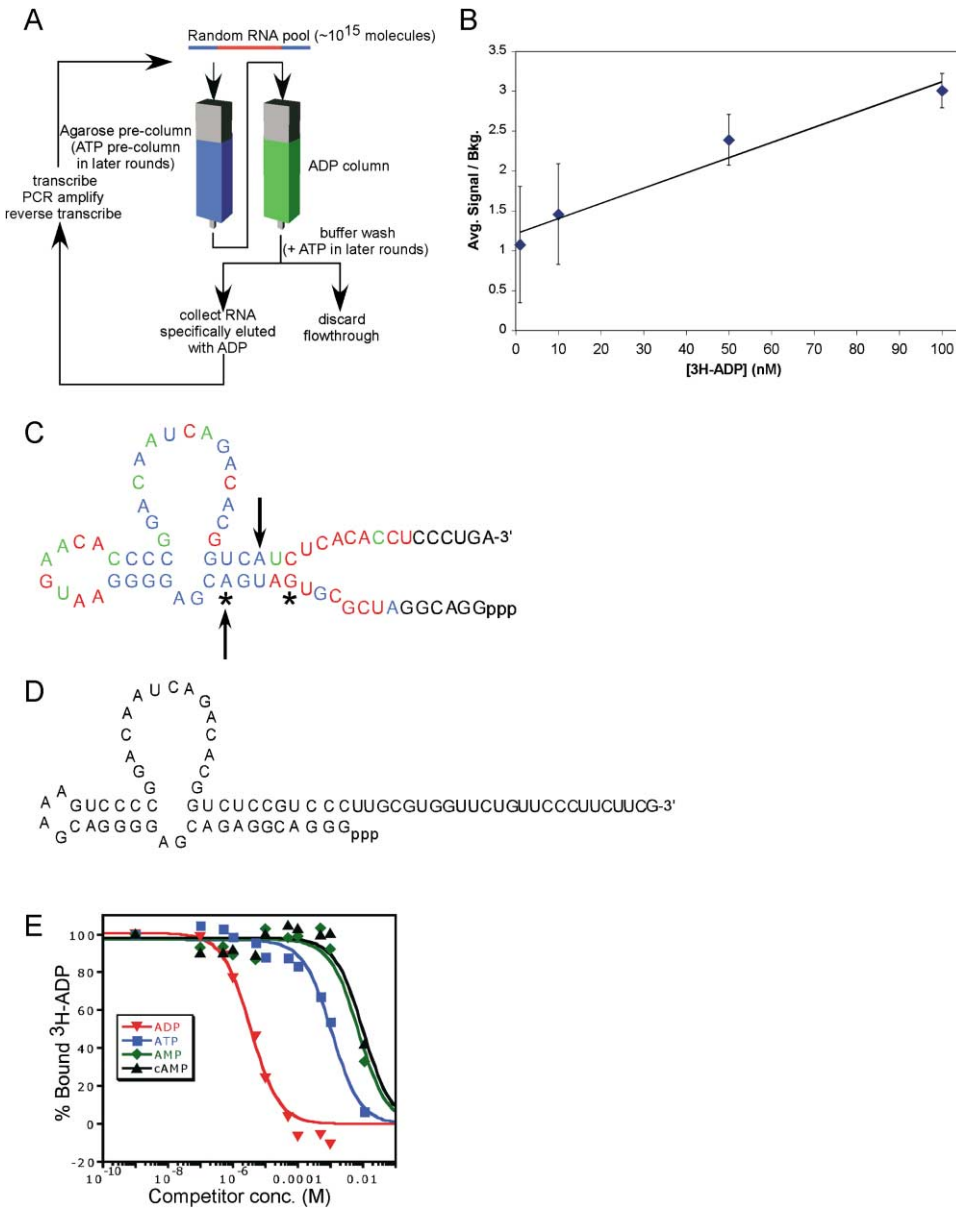 A
Random RNA pool (~10^15 molecules)
Agarose pre-column
(ATP pre-column
in later rounds)
transcribe
PCR amplify
reverse transcribe
ADP column
buffer wash
(+ ATP in later rounds)
collect RNA
specifically eluted
with ADP
discard
flowthrough
B
3.5
3
2.5
2
1.5
1
0.5
0
Avg. Signal / Bkg.
0 10 20 30 40 50 60 70 80 90 100
[3H-ADP] (nM)
C
A U C A
A G
C A
A C
G A
G C
G
A A C A C C C C C G U C A U C U C A C A C C U C C C U G A-3'
G U A A G G G G A G C A G U A G U G C G C U A G G C A G G ppp
* *
D
A U C A
A G
C A
A C
G A
G C
A A G U C C C C G U C U C C G U C C C U U G C G U G G U U C U G U U C C C U U C U U C G-3'
A G C A G G G G A G C A G A G G C A G G G ppp
E
100
80
60
40
20
0
-20
% Bound ³H-ADP
ADP
ATP
AMP
cAMP
10^-10 10^-8 10^-6 0.0001 0.01
Competitor conc. (M)